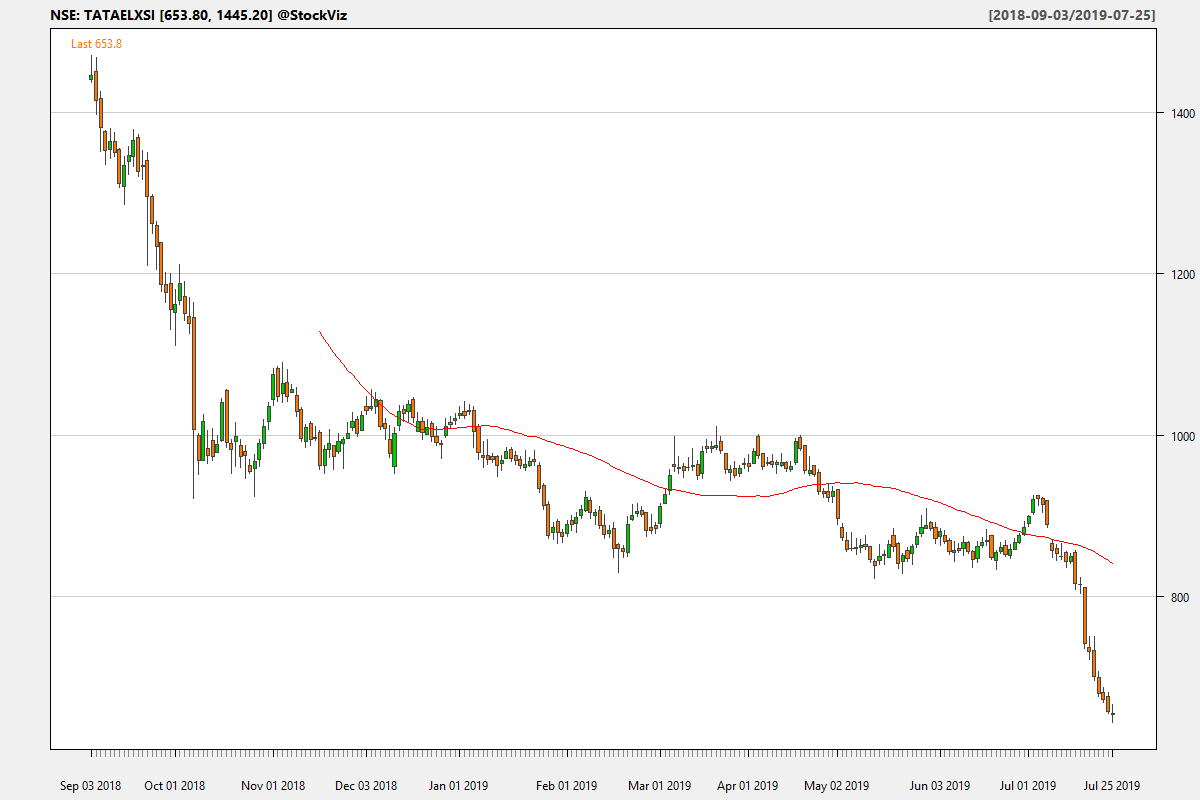 NSE: TATAELXSI [653.80, 1445.20] @StockViz [2018-09-03/2019-07-25]
Last 653.8
1400
1200
1000
800
Sep 03 2018 Oct 01 2018 Nov 01 2018 Dec 03 2018 Jan 01 2019 Feb 01 2019 Mar 01 2019 Apr 01 2019 May 02 2019 Jun 03 2019 Jul 01 2019 Jul 25 2019